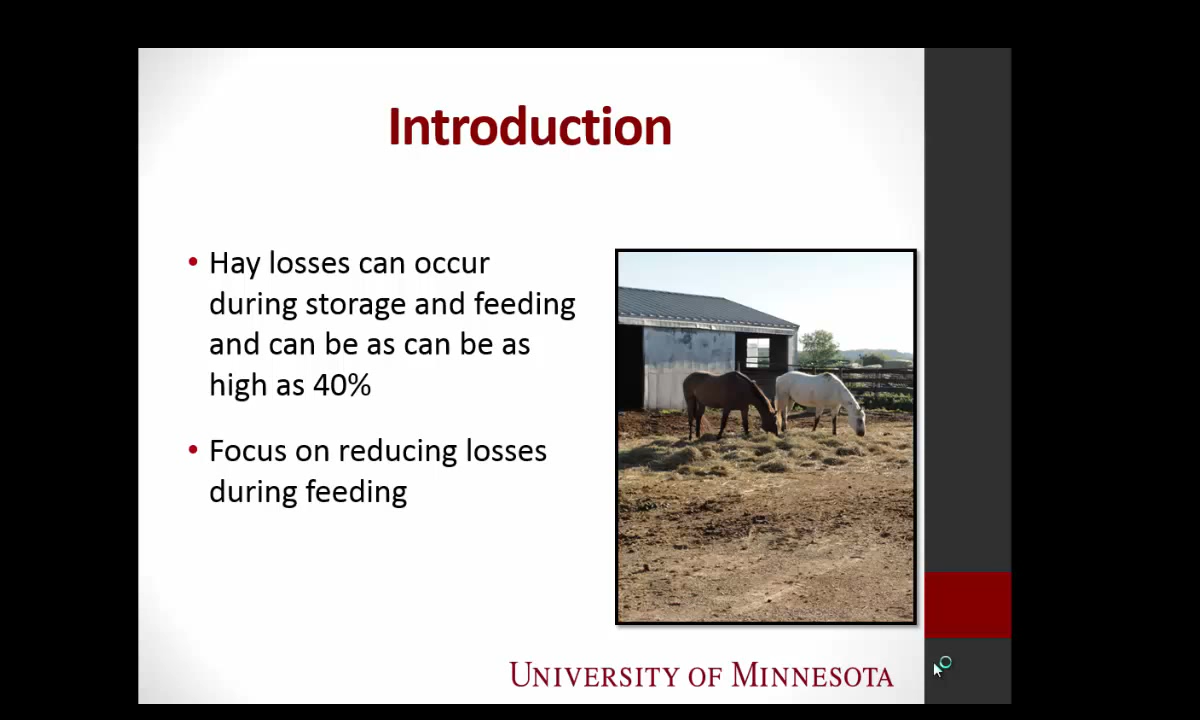 Introduction
• Hay losses can occur
during storage and feeding
and can be as can be as
high as 40%
• Focus on reducing losses
during feeding
UNIVERSITY OF MINNESOTA